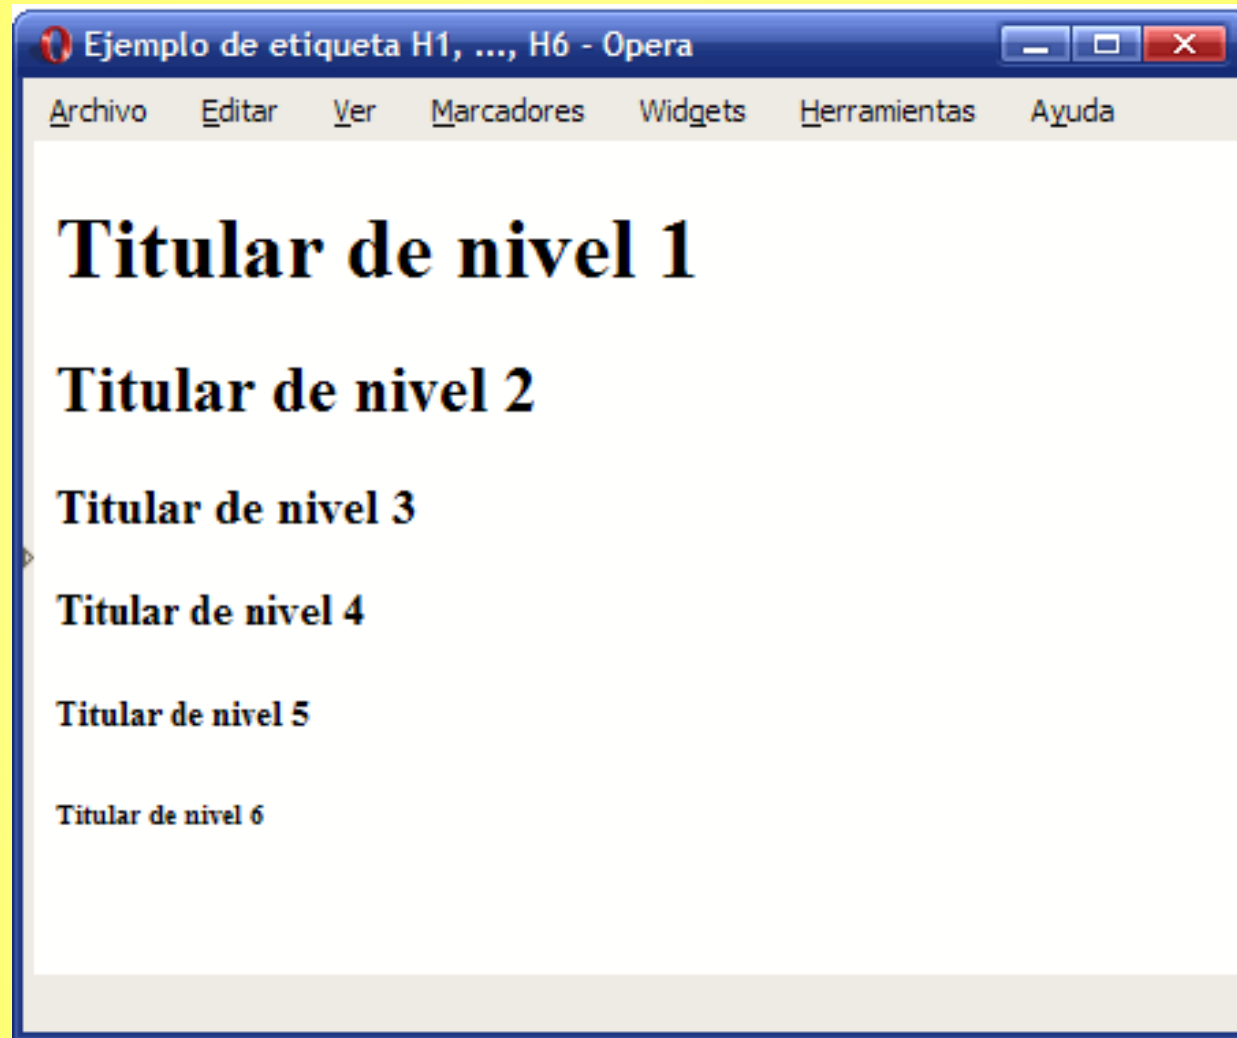 Ejemplo de etiqueta H1, ..., H6 - Opera
Archivo Editar Ver Marcadores Widgets Herramientas Ayuda
Titular de nivel 1
Titular de nivel 2
Titular de nivel 3
Titular de nivel 4
Titular de nivel 5
Titular de nivel 6